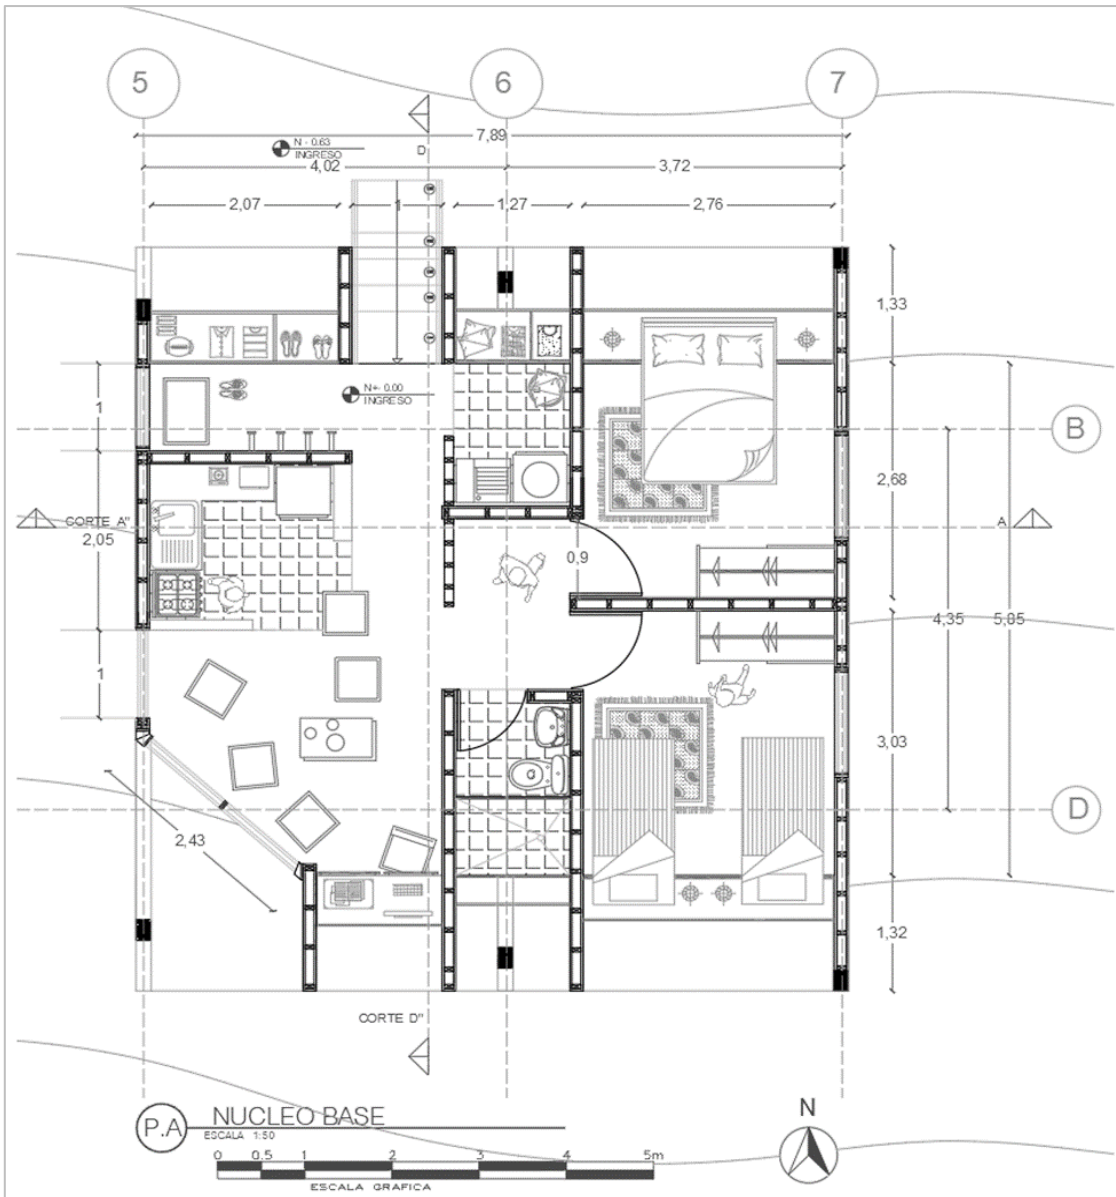 5 6 7
7,89
N - 0.63
INGRESO
D
4,02 3,72
2,07 1 1,27 2,76
1,33
N+- 0.00
INGRESO
1
B
2,68
CORTE A"
A
2,05
0,9
4,35 5,85
1
3,03
D
2,43
1,32
CORTE D"
N
P.A NUCLEO BASE
ESCALA 1:50
0 0.5 1 2 3 4 5m
ESCALA GRAFICA